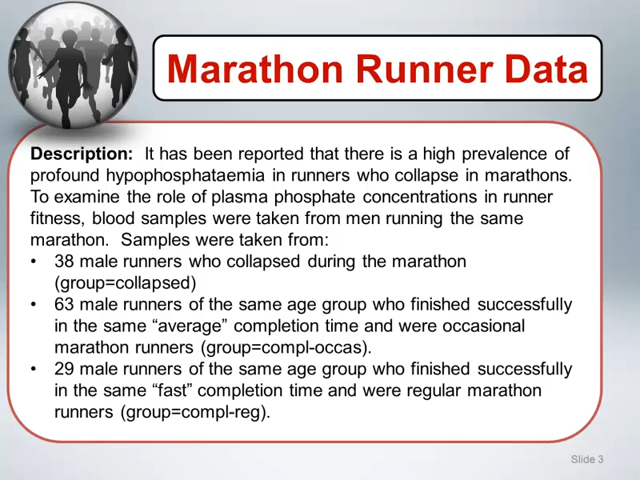 Marathon Runner Data
Description: It has been reported that there is a high prevalence of
profound hypophosphataemia in runners who collapse in marathons.
To examine the role of plasma phosphate concentrations in runner
fitness, blood samples were taken from men running the same
marathon. Samples were taken from:
• 38 male runners who collapsed during the marathon
(group=collapsed)
• 63 male runners of the same age group who finished successfully
in the same “average” completion time and were occasional
marathon runners (group=compl-occas).
• 29 male runners of the same age group who finished successfully
in the same “fast” completion time and were regular marathon
runners (group=compl-reg).
Slide 3